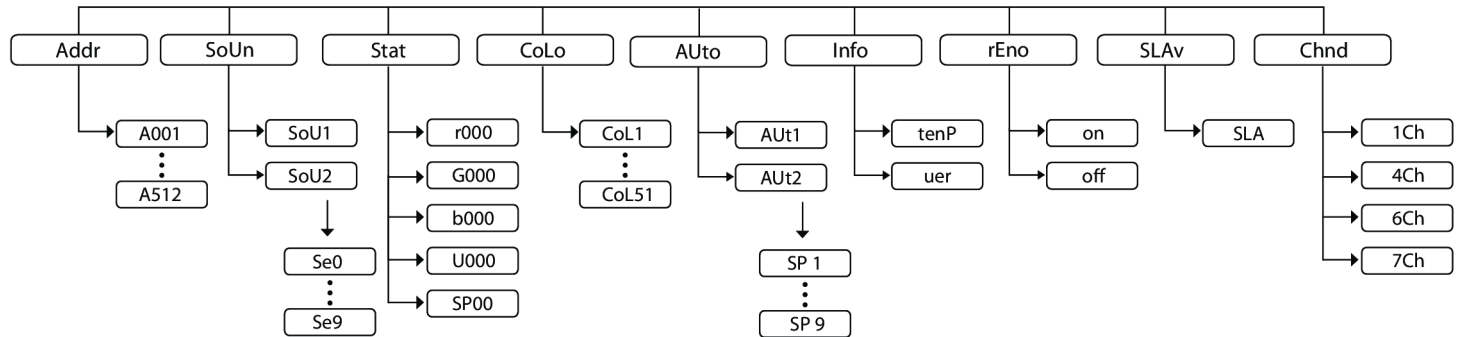 Addr
SoUn
Stat
CoLo
AUto
Info
rEno
SLAv
Chnd
A001
A512
SoU1
SoU2
Se0
Se9
r000
G000
b000
U000
SP00
CoL1
CoL51
AUt1
AUt2
SP 1
SP 9
tenP
uer
on
off
SLA
1Ch
4Ch
6Ch
7Ch